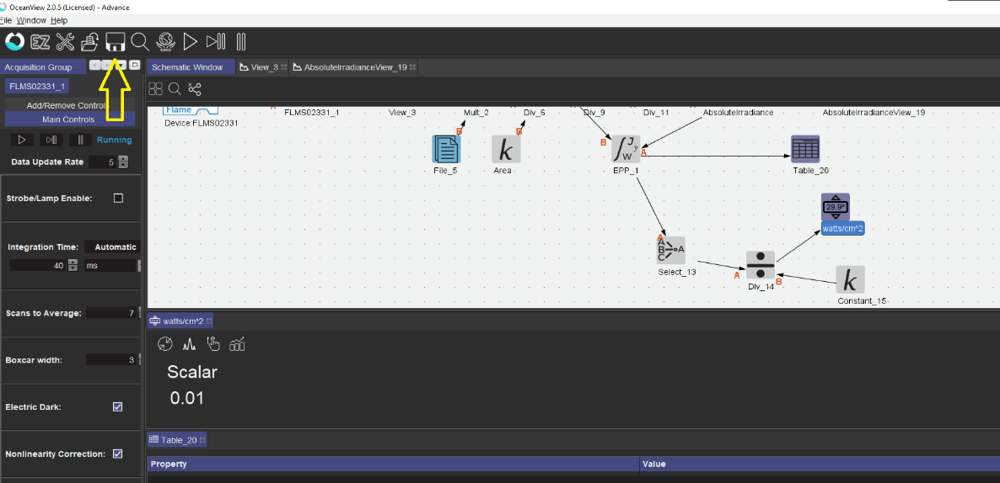 OceanView 2.0.5 (Licensed) - Advance
File Window Help
EZ
Acquisition Group
Schematic Window View_3 AbsoluteIrradianceView_19
FLMS02331_1
Add/Remove Controls
Main Controls
Running
Data Update Rate 5
Strobe/Lamp Enable:
Integration Time: Automatic
40 ms
Scans to Average: 7
Boxcar width: 3
Electric Dark:
Nonlinearity Correction:
Flame
Device:FLMS02331
FLMS02331_1 View_3 Mult_2 Div_6 Div_9 Div_11 AbsoluteIrradiance AbsoluteIrradianceView_19
B B B A
k
J W y
File_5 Area EPP_1 Table_20
29.9°
watts/cm^2
A
A B C A
Select_13
A B
Div_14
k
Constant_15
watts/cm^2
Scalar
0.01
Table_20
Property Value